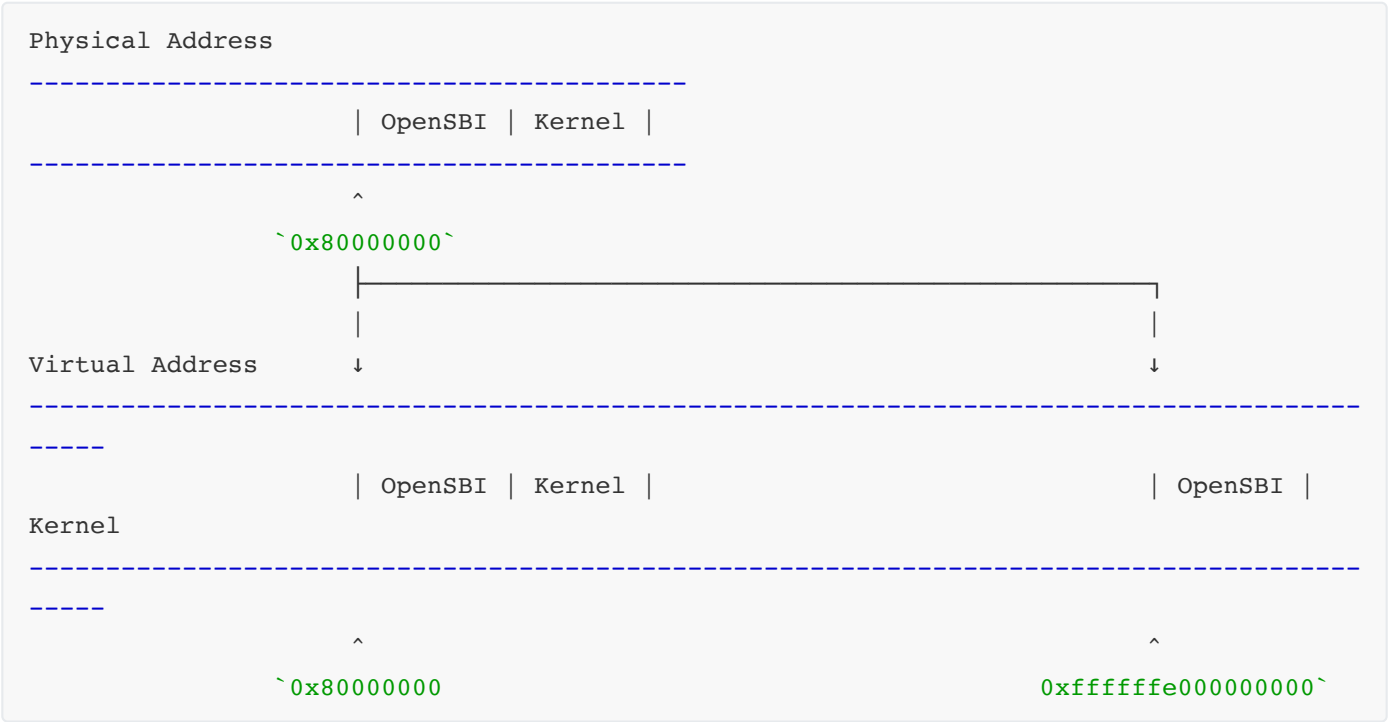 Physical Address
-------------------------------------------
                     | OpenSBI | Kernel |
-------------------------------------------
                     ^
                `0x80000000`
                     ├───────────────────────────────────────────────────┐
                     |                                                   |
Virtual Address      ↓                                                   ↓
---------------------------------------------------------------------------------------
-----
                     | OpenSBI | Kernel |                                | OpenSBI |
Kernel
---------------------------------------------------------------------------------------
-----
                     ^                                                   ^
                `0x80000000                                       0xffffffe000000000`